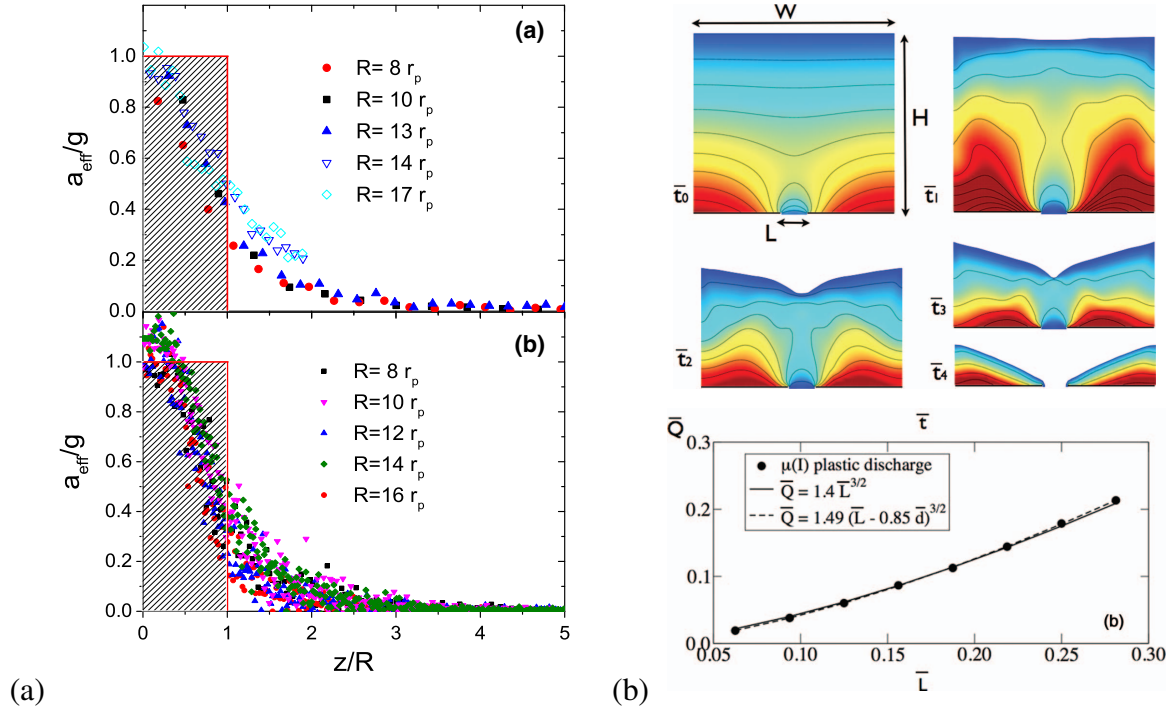 (a)
1.0
0.8
0.6
0.4
0.2
0.0
a_eff/g
R= 8 r_p
R= 10 r_p
R= 13 r_p
R= 14 r_p
R= 17 r_p
(b)
1.0
0.8
0.6
0.4
0.2
0.0
a_eff/g
R= 8 r_p
R=10 r_p
R=12 r_p
R=14 r_p
R=16 r_p
0 1 2 3 4 5
z/R
(a)
W
H
L
t̄0
t̄1
t̄2
t̄3
t̄4
t̄
Q̄
0.3
0.2
0.1
0.0
μ(I) plastic discharge
Q̄ = 1.4 L̄^3/2
Q̄ = 1.49 (L̄ - 0.85 d̄)^3/2
(b)
0.05 0.10 0.15 0.20 0.25 0.30
L̄
(b)